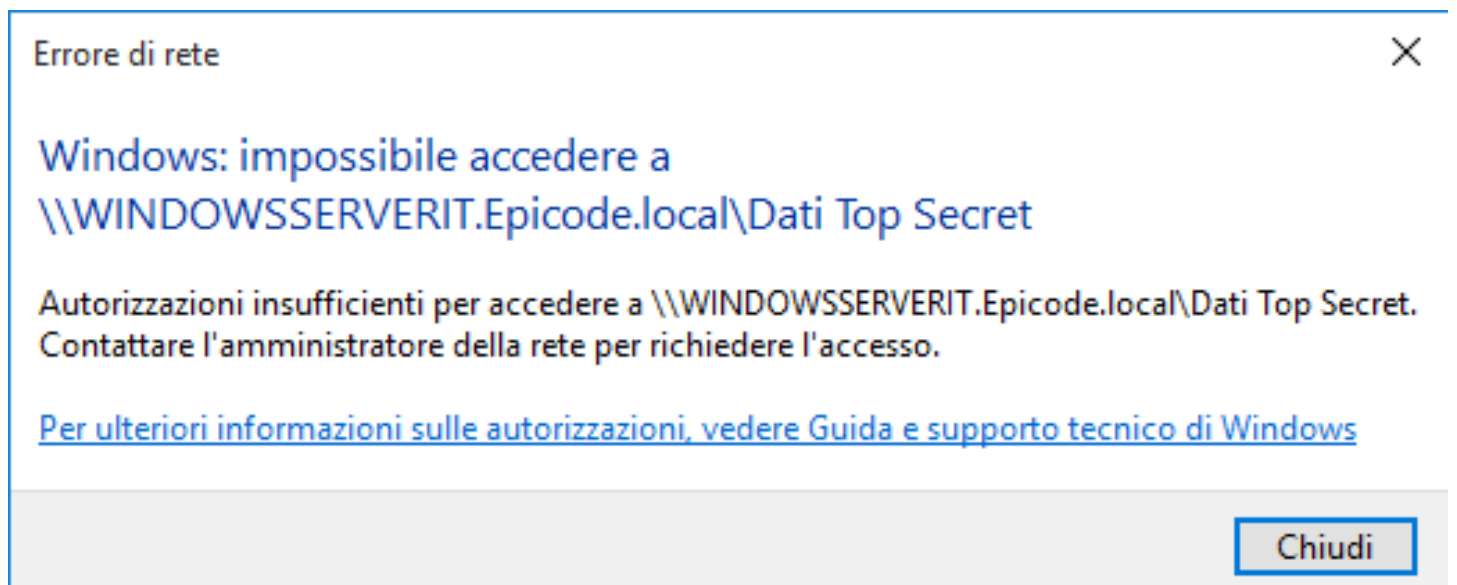 Errore di rete
Windows: impossibile accedere a
\\WINDOWSSERVERIT.Epicode.local\Dati Top Secret
Autorizzazioni insufficienti per accedere a \\WINDOWSSERVERIT.Epicode.local\Dati Top Secret.
Contattare l'amministratore della rete per richiedere l'accesso.
Per ulteriori informazioni sulle autorizzazioni, vedere Guida e supporto tecnico di Windows
Chiudi